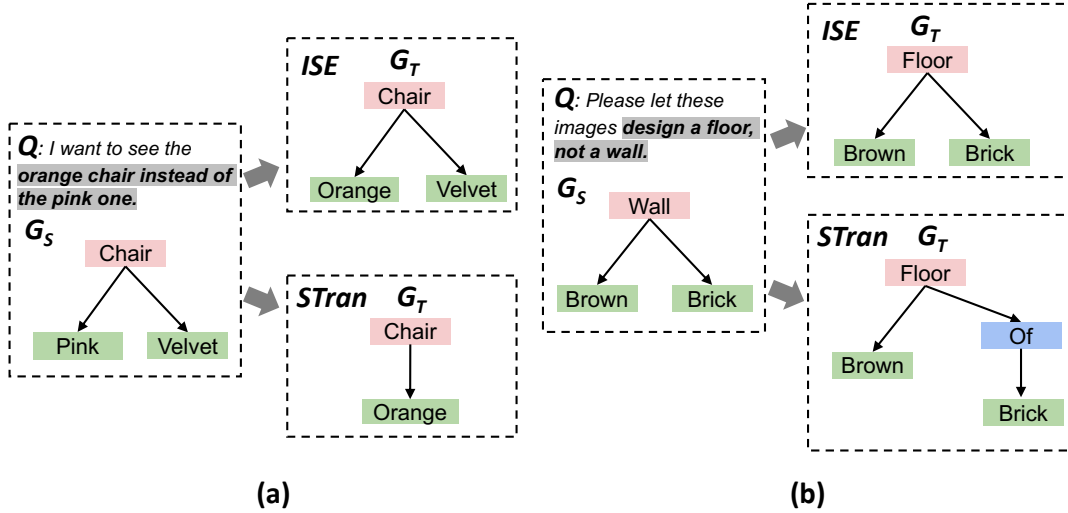 Q: I want to see the
orange chair instead of
the pink one.
G_S
Chair
Pink Velvet
ISE G_T
Chair
Orange Velvet
STran G_T
Chair
Orange
(a)
Q: Please let these
images design a floor,
not a wall.
G_S
Wall
Brown Brick
ISE G_T
Floor
Brown Brick
STran G_T
Floor
Of
Brown
Brick
(b)